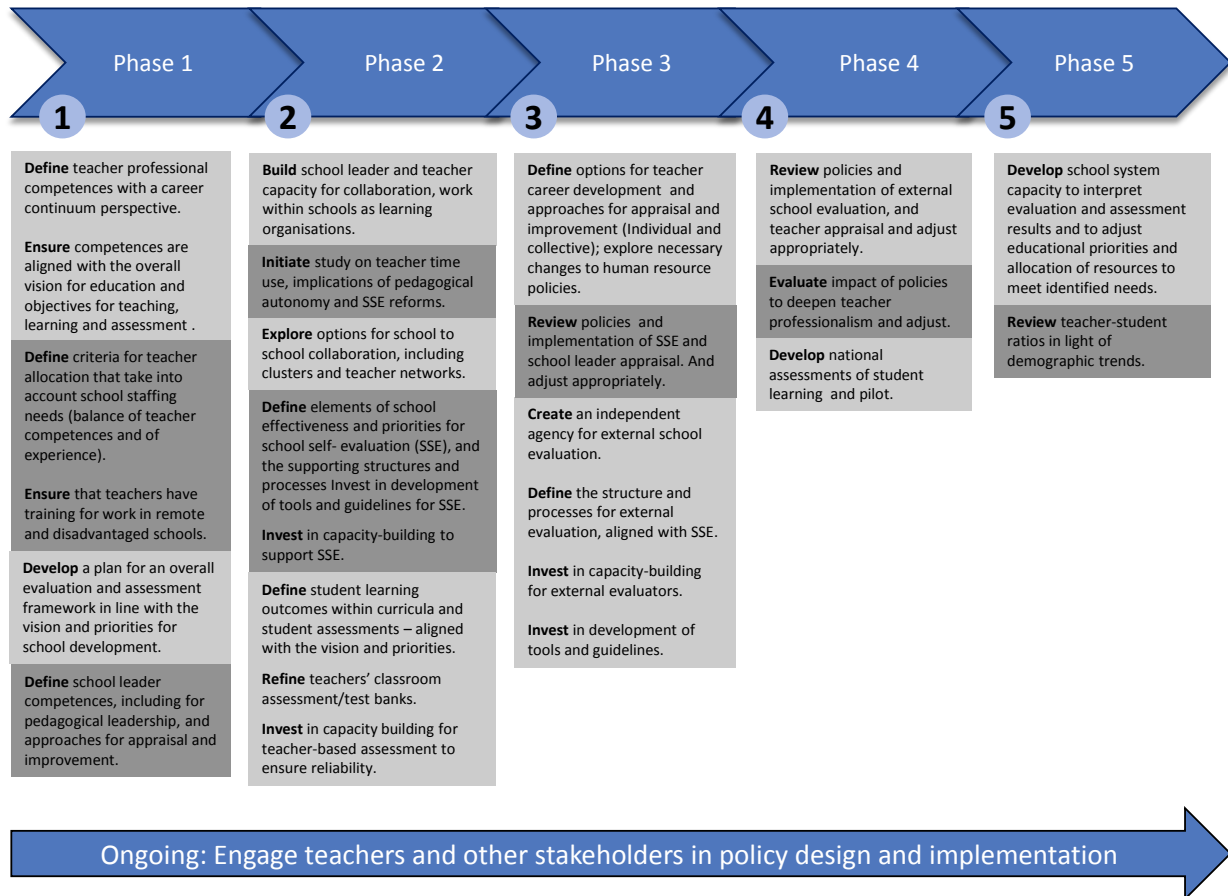 Phase 1
Phase 2
Phase 3
Phase 4
Phase 5
1
2
3
4
5
Define teacher professional
competences with a career
continuum perspective.
Ensure competences are
aligned with the overall
vision for education and
objectives for teaching,
learning and assessment .
Define criteria for teacher
allocation that take into
account school staffing
needs (balance of teacher
competences and of
experience).
Ensure that teachers have
training for work in remote
and disadvantaged schools.
Develop a plan for an overall
evaluation and assessment
framework in line with the
vision and priorities for
school development.
Define school leader
competences, including for
pedagogical leadership, and
approaches for appraisal and
improvement.
Build school leader and teacher
capacity for collaboration, work
within schools as learning
organisations.
Initiate study on teacher time
use, implications of pedagogical
autonomy and SSE reforms.
Explore options for school to
school collaboration, including
clusters and teacher networks.
Define elements of school
effectiveness and priorities for
school self- evaluation (SSE), and
the supporting structures and
processes Invest in development
of tools and guidelines for SSE.
Invest in capacity-building to
support SSE.
Define student learning
outcomes within curricula and
student assessments – aligned
with the vision and priorities.
Refine teachers’ classroom
assessment/test banks.
Invest in capacity building for
teacher-based assessment to
ensure reliability.
Define options for teacher
career development and
approaches for appraisal and
improvement (Individual and
collective); explore necessary
changes to human resource
policies.
Review policies and
implementation of SSE and
school leader appraisal. And
adjust appropriately.
Create an independent
agency for external school
evaluation.
Define the structure and
processes for external
evaluation, aligned with SSE.
Invest in capacity-building
for external evaluators.
Invest in development of
tools and guidelines.
Review policies and
implementation of external
school evaluation, and
teacher appraisal and adjust
appropriately.
Evaluate impact of policies
to deepen teacher
professionalism and adjust.
Develop national
assessments of student
learning and pilot.
Develop school system
capacity to interpret
evaluation and assessment
results and to adjust
educational priorities and
allocation of resources to
meet identified needs.
Review teacher-student
ratios in light of
demographic trends.
Ongoing: Engage teachers and other stakeholders in policy design and implementation